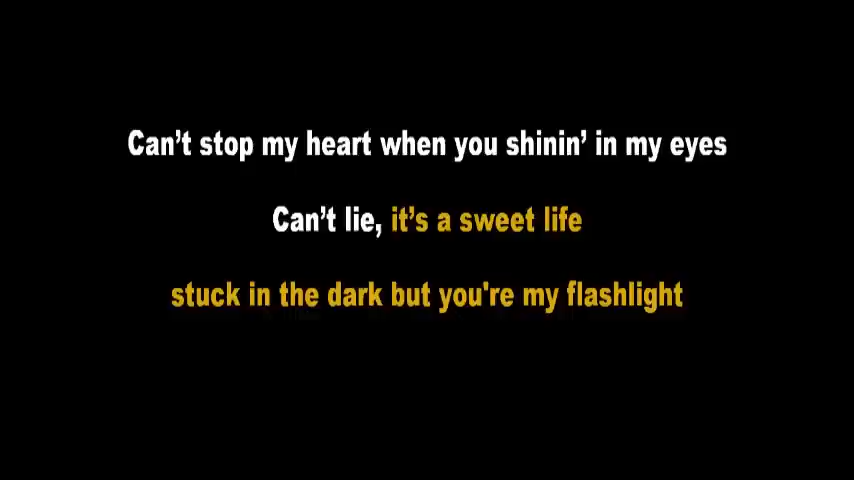 Can’t stop my heart when you shinin’ in my eyes
Can’t lie, it’s a sweet life
stuck in the dark but you're my flashlight